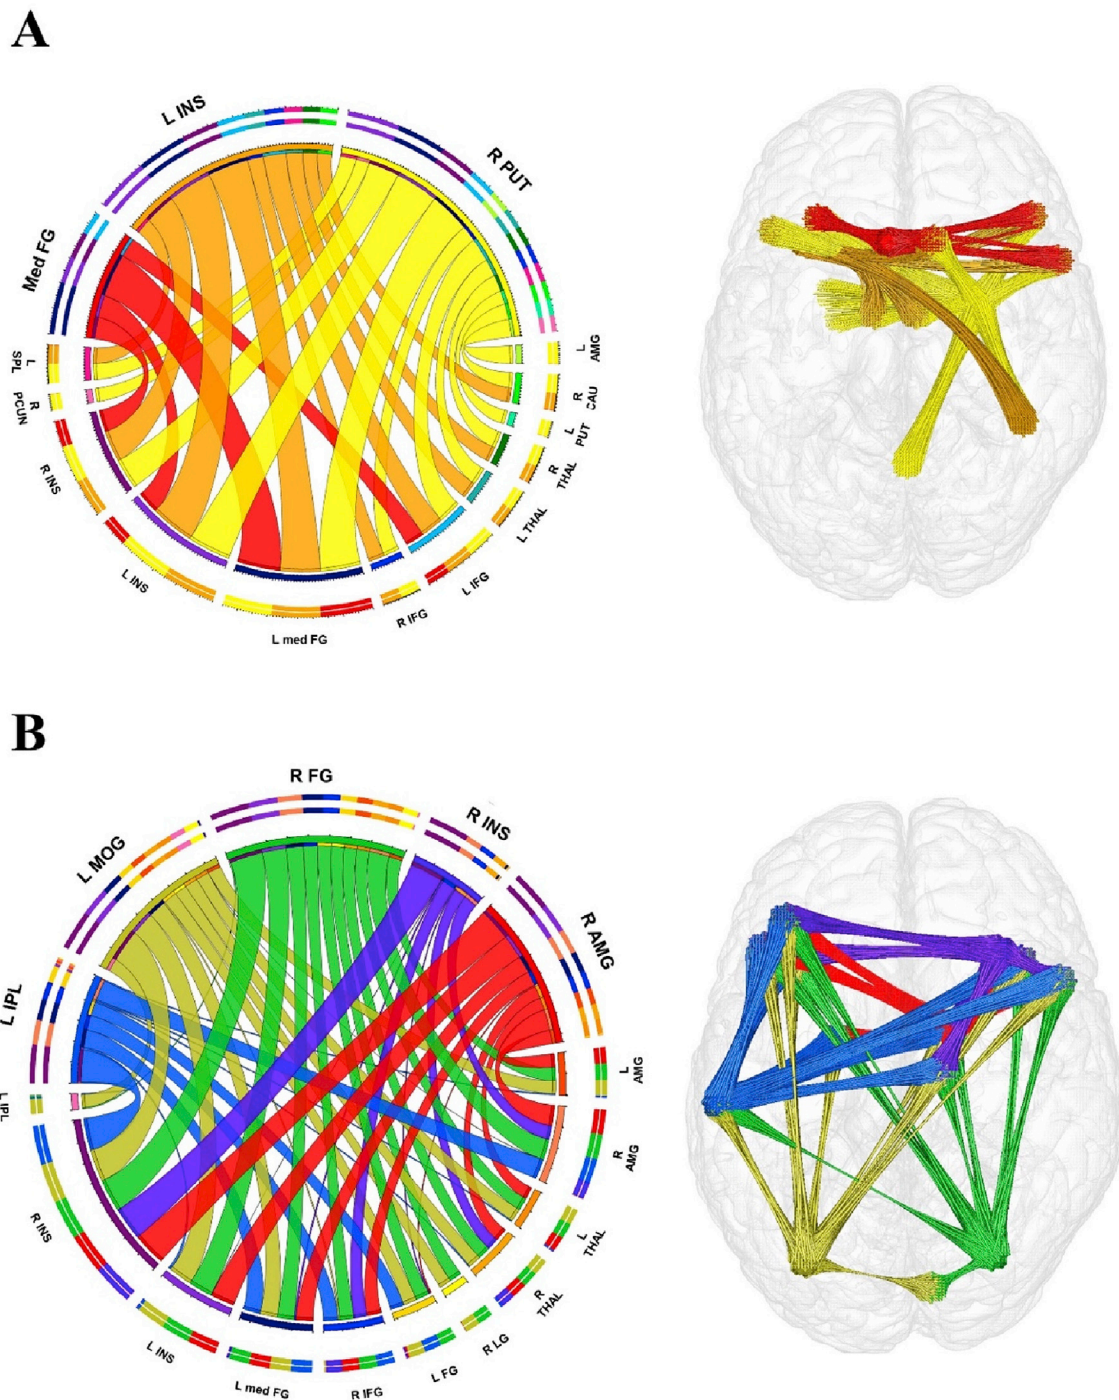 A
L INS
R PUT
Med FG
L
SPL
R
PCUN
R INS
L INS
L med FG
R IFG
L IFG
L THAL
R
THAL
L
PUT
R
CAU
L
AMG
B
R FG
R INS
L MOG
R AMG
L IPL
L IPL
R INS
L INS
L med FG
R IFG
L FG
R LG
R
THAL
L
THAL
R
AMG
L
AMG